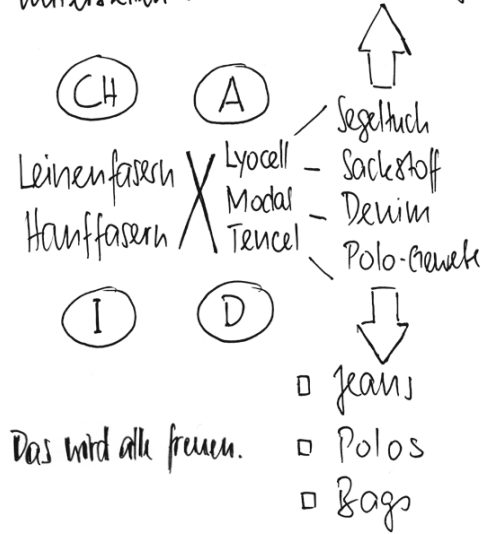 CH
A
Leinenfasern
Hanffasern
Lyocell
Modal
Tencel
Segeltuch
Sackstoff
Denim
Polo-Gewebe
I
D
Jeans
Polos
Bags
Das wird alle freuen.